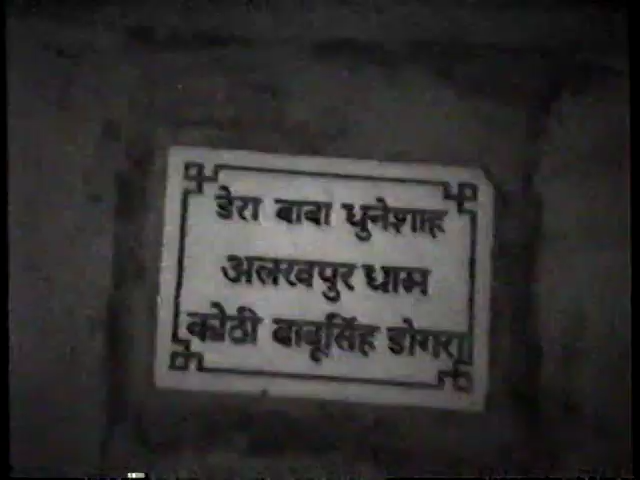 डेरा बाबा धुनेशाह
अलखपुर धाम
कोठी बाबूसिंह डोगरा